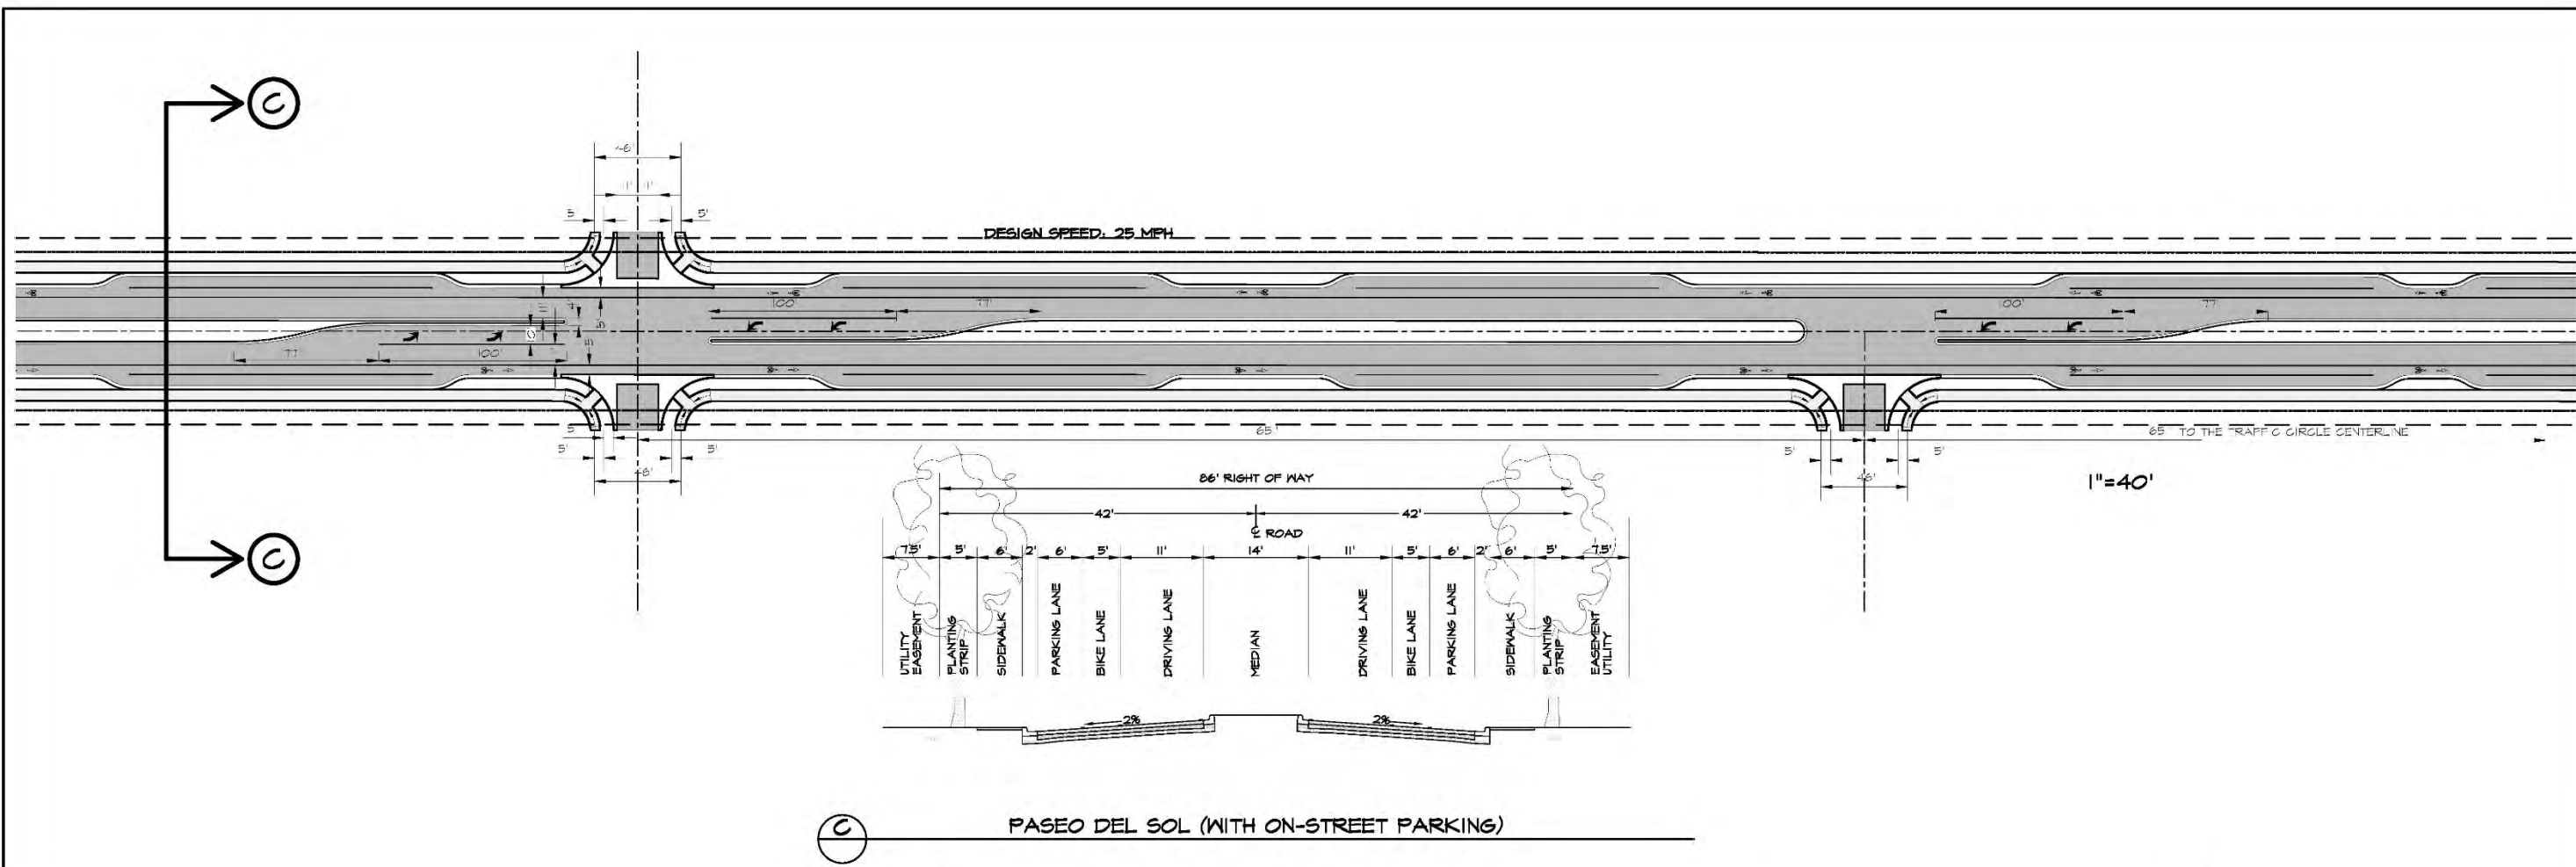 C
5'
DESIGN SPEED: 25 MPH
100'
77'
100'
77'
77
100'
5'
46'
5'
5'
46'
5'
TO THE TRAFFIC CIRCLE CENTERLINE
1"=40'
86' RIGHT OF WAY
42'
42'
℄ ROAD
7.5'
5'
6'
2'
6'
5'
11'
14'
11'
5'
6'
2'
6'
5'
7.5'
UTILITY
EASEMENT
PLANTING
STRIP
SIDEWALK
PARKING LANE
BIKE LANE
DRIVING LANE
MEDIAN
DRIVING LANE
BIKE LANE
PARKING LANE
SIDEWALK
PLANTING
STRIP
EASEMENT
UTILITY
2%
2%
C
C
PASEO DEL SOL (WITH ON-STREET PARKING)